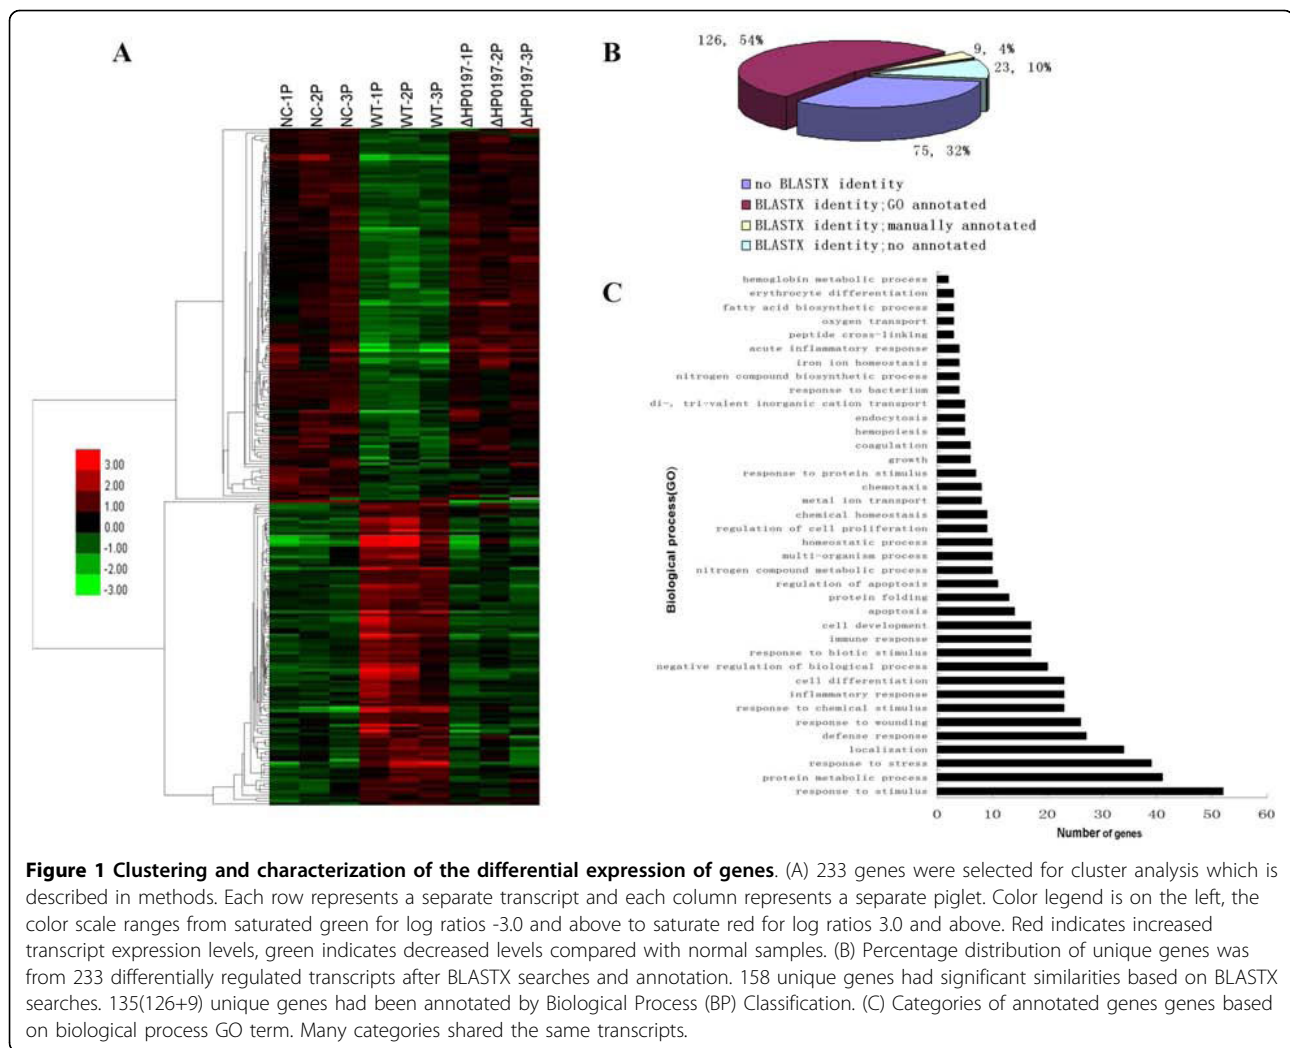 A
NC-1P
NC-2P
NC-3P
WT-1P
WT-2P
WT-3P
ΔHP0197-1P
ΔHP0197-2P
ΔHP0197-3P
3.00
2.00
1.00
0.00
-1.00
-2.00
-3.00
B
126, 54%
9, 4%
23, 10%
75, 32%
no BLASTX identity
BLASTX identity;GO annotated
BLASTX identity;manually annotated
BLASTX identity;no annotated
C
Biological process(GO)
hemoglobin metabolic process
erythrocyte differentiation
fatty acid biosynthetic process
oxygen transport
peptide cross-linking
acute inflammatory response
iron ion homeostasis
nitrogen compound biosynthetic process
response to bacterium
di-, tri-valent inorganic cation transport
endocytosis
hemopoiesis
coagulation
growth
response to protein stimulus
chemotaxis
metal ion transport
chemical homeostasis
regulation of cell proliferation
homeostatic process
multi-organism process
nitrogen compound metabolic process
regulation of apoptosis
protein folding
apoptosis
cell development
immune response
response to biotic stimulus
negative regulation of biological process
cell differentiation
inflammatory response
response to chemical stimulus
response to wounding
defense response
localization
response to stress
protein metabolic process
response to stimulus
0 10 20 30 40 50 60
Number of genes
Figure 1 Clustering and characterization of the differential expression of genes. (A) 233 genes were selected for cluster analysis which is
described in methods. Each row represents a separate transcript and each column represents a separate piglet. Color legend is on the left, the
color scale ranges from saturated green for log ratios -3.0 and above to saturate red for log ratios 3.0 and above. Red indicates increased
transcript expression levels, green indicates decreased levels compared with normal samples. (B) Percentage distribution of unique genes was
from 233 differentially regulated transcripts after BLASTX searches and annotation. 158 unique genes had significant similarities based on BLASTX
searches. 135(126+9) unique genes had been annotated by Biological Process (BP) Classification. (C) Categories of annotated genes genes based
on biological process GO term. Many categories shared the same transcripts.